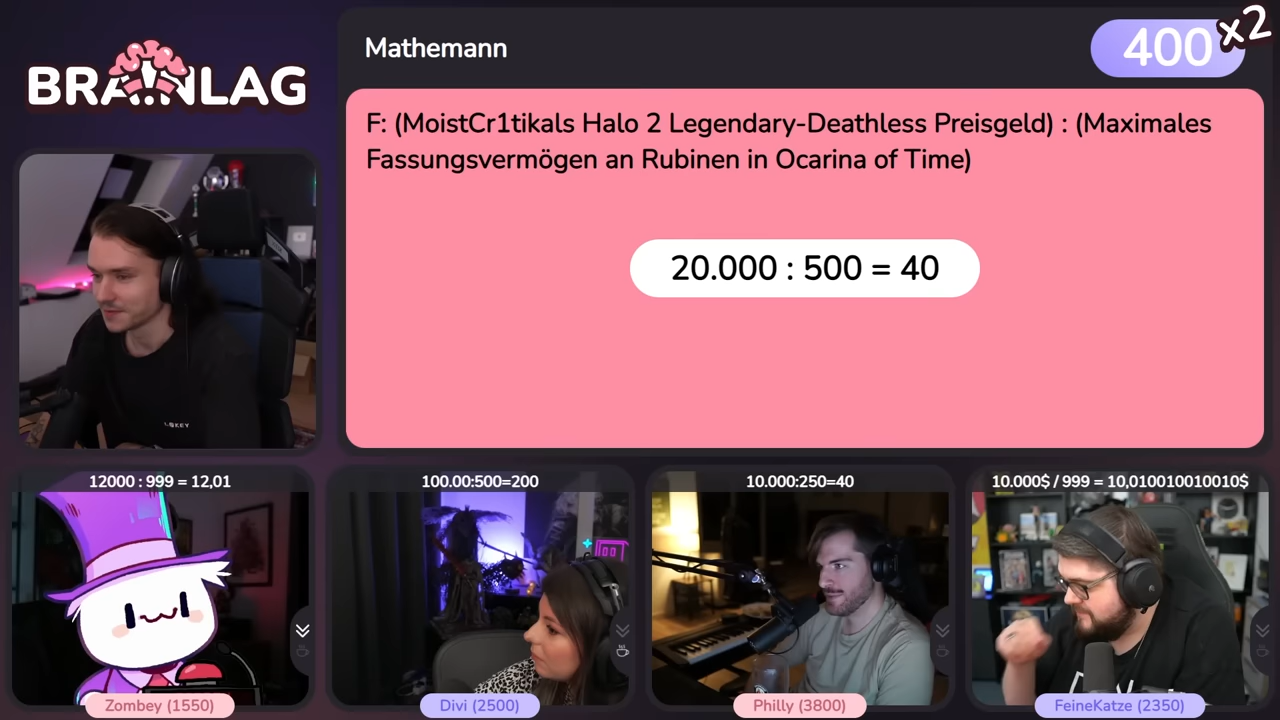 BRAINLAG
Mathemann
400
x2
F: (MoistCr1tikals Halo 2 Legendary-Deathless Preisgeld) : (Maximales
Fassungsvermögen an Rubinen in Ocarina of Time)
20.000 : 500 = 40
12000 : 999 = 12,01
100.00:500=200
10.000:250=40
10.000$ / 999 = 10,010010010010$
Zombey (1550)
Divi (2500)
Philly (3800)
FeineKatze (2350)